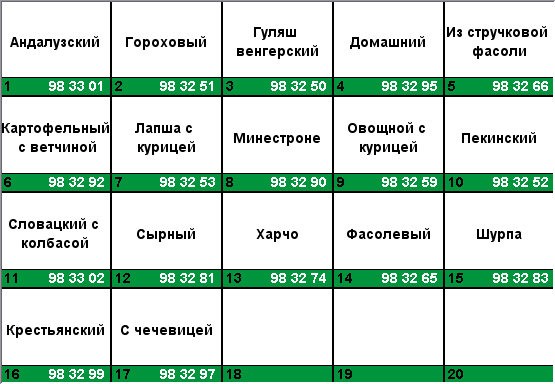 Андалузский
1 98 33 01
Гороховый
2 98 32 51
Гуляш
венгерский
3 98 32 50
Домашний
4 98 32 95
Из стручковой
фасоли
5 98 32 66
Картофельный
с ветчиной
6 98 32 92
Лапша с
курицей
7 98 32 53
Минестроне
8 98 32 90
Овощной с
курицей
9 98 32 59
Пекинский
10 98 32 52
Словацкий с
колбасой
11 98 33 02
Сырный
12 98 32 81
Харчо
13 98 32 74
Фасолевый
14 98 32 65
Шурпа
15 98 32 83
Крестьянский
16 98 32 99
С чечевицей
17 98 32 97
18
19
20